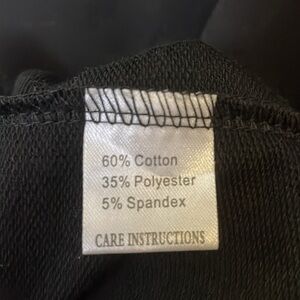 60% Cotton
35% Polyester
5% Spandex
CARE INSTRUCTIONS